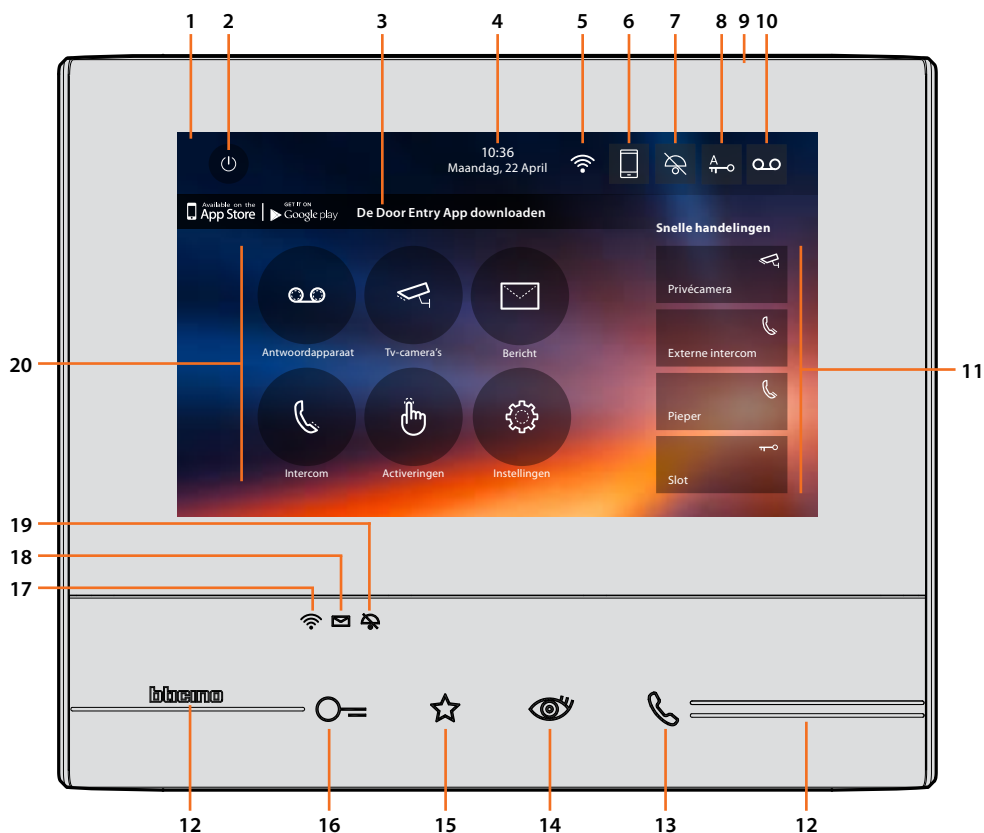 1 2 3 4 5 6 7 8 9 10
10:36
Maandag, 22 April
A
Available on the
App Store
GET IT ON
Google play
De Door Entry App downloaden
Snelle handelingen
Privécamera
Antwoordapparaat Tv-camera's Bericht
Externe intercom
20
11
Pieper
Intercom Activeringen Instellingen
Slot
19
18
17
bticino
12 16 15 14 13 12